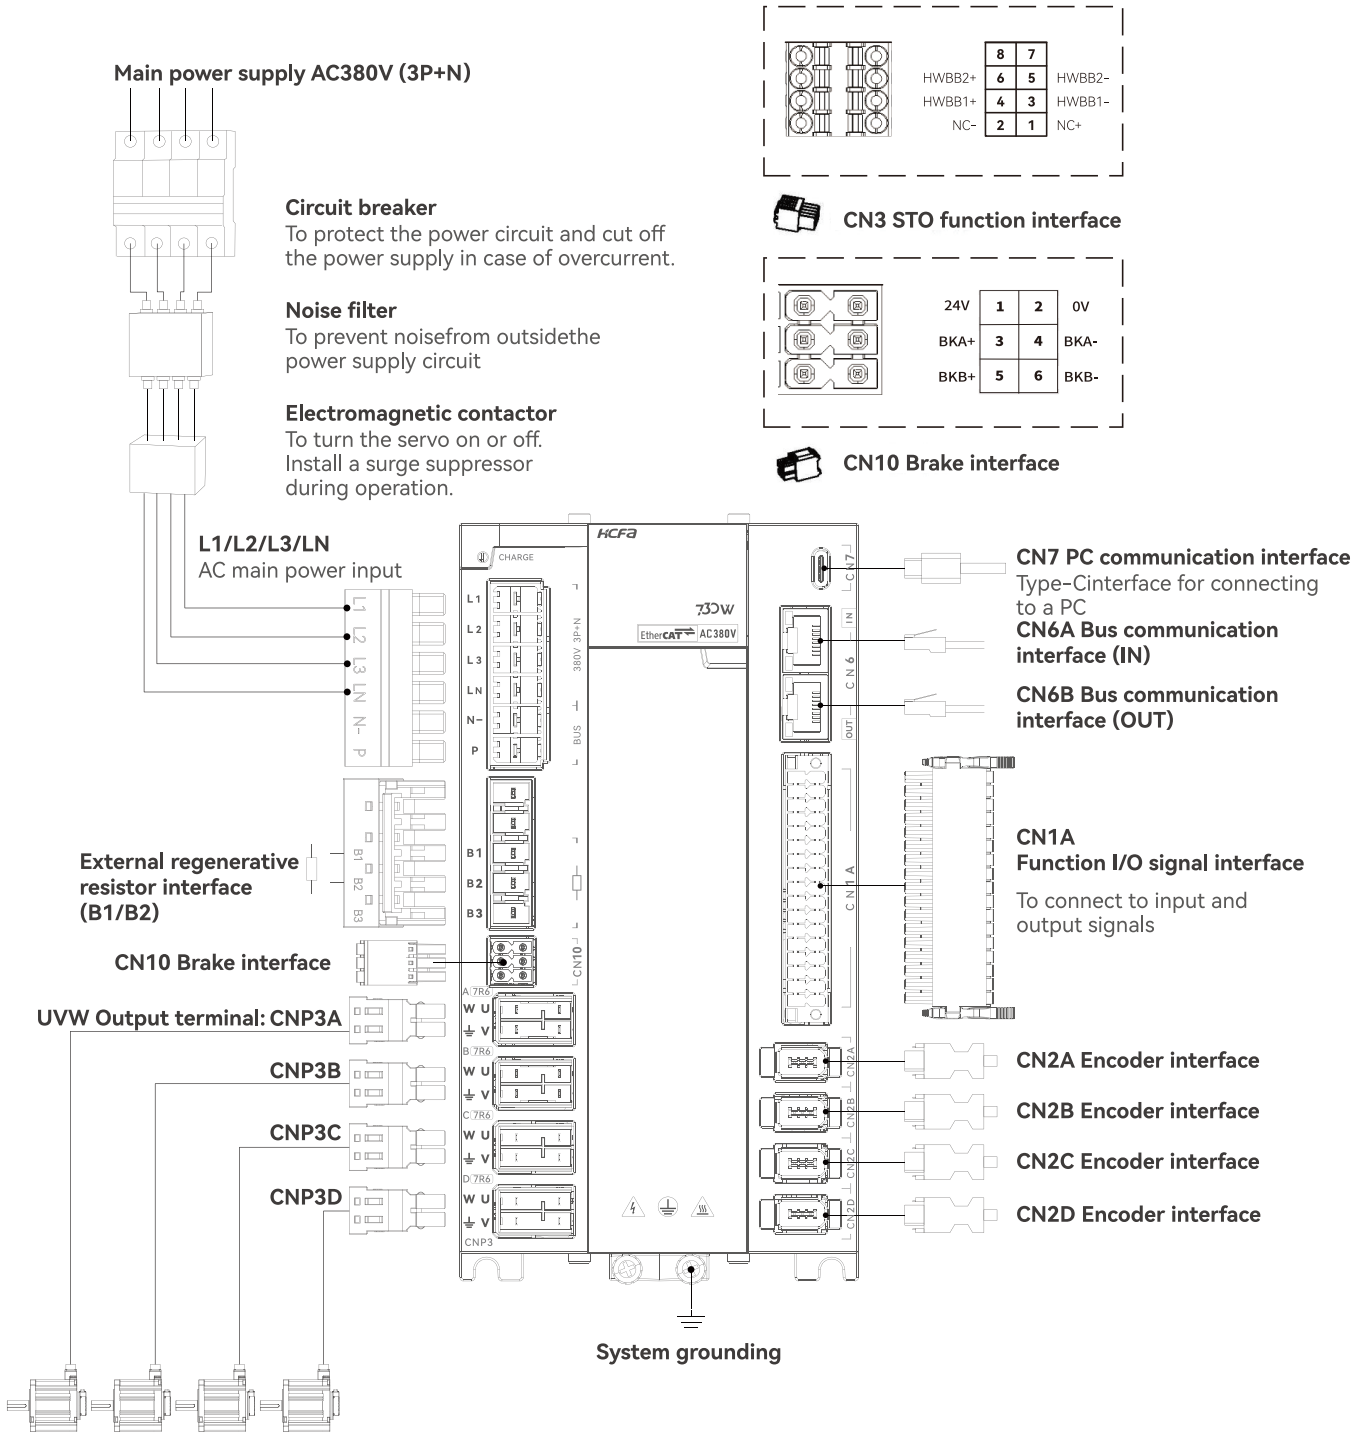 Main power supply AC380V (3P+N)
Circuit breaker
To protect the power circuit and cut off
the power supply in case of overcurrent.
Noise filter
To prevent noisefrom outsidethe
power supply circuit
Electromagnetic contactor
To turn the servo on or off.
Install a surge suppressor
during operation.
8 7
HWBB2+ 6 5 HWBB2-
HWBB1+ 4 3 HWBB1-
NC- 2 1 NC+
CN3 STO function interface
24V 1 2 0V
BKA+ 3 4 BKA-
BKB+ 5 6 BKB-
CN10 Brake interface
L1/L2/L3/LN
AC main power input
L1
L2
L3
LN
N-
P
B1
B2
B3
External regenerative
resistor interface
(B1/B2)
CN10 Brake interface
UVW Output terminal: CNP3A
CNP3B
CNP3C
CNP3D
CHARGE
L1
L2
L3
LN
N-
P
380V 3P+N
BUS
B1
B2
B3
CN10
A 7R6
W U
V
B 7R6
W U
V
C 7R6
W U
V
D 7R6
W U
V
CNP3
HCFA
EtherCAT AC380V
CN7
IN
CN6
OUT
CN1A
CN2A
CN2B
CN2C
CN2D
CN7 PC communication interface
Type-Cinterface for connecting
to a PC
CN6A Bus communication
interface (IN)
CN6B Bus communication
interface (OUT)
CN1A
Function I/O signal interface
To connect to input and
output signals
CN2A Encoder interface
CN2B Encoder interface
CN2C Encoder interface
CN2D Encoder interface
System grounding